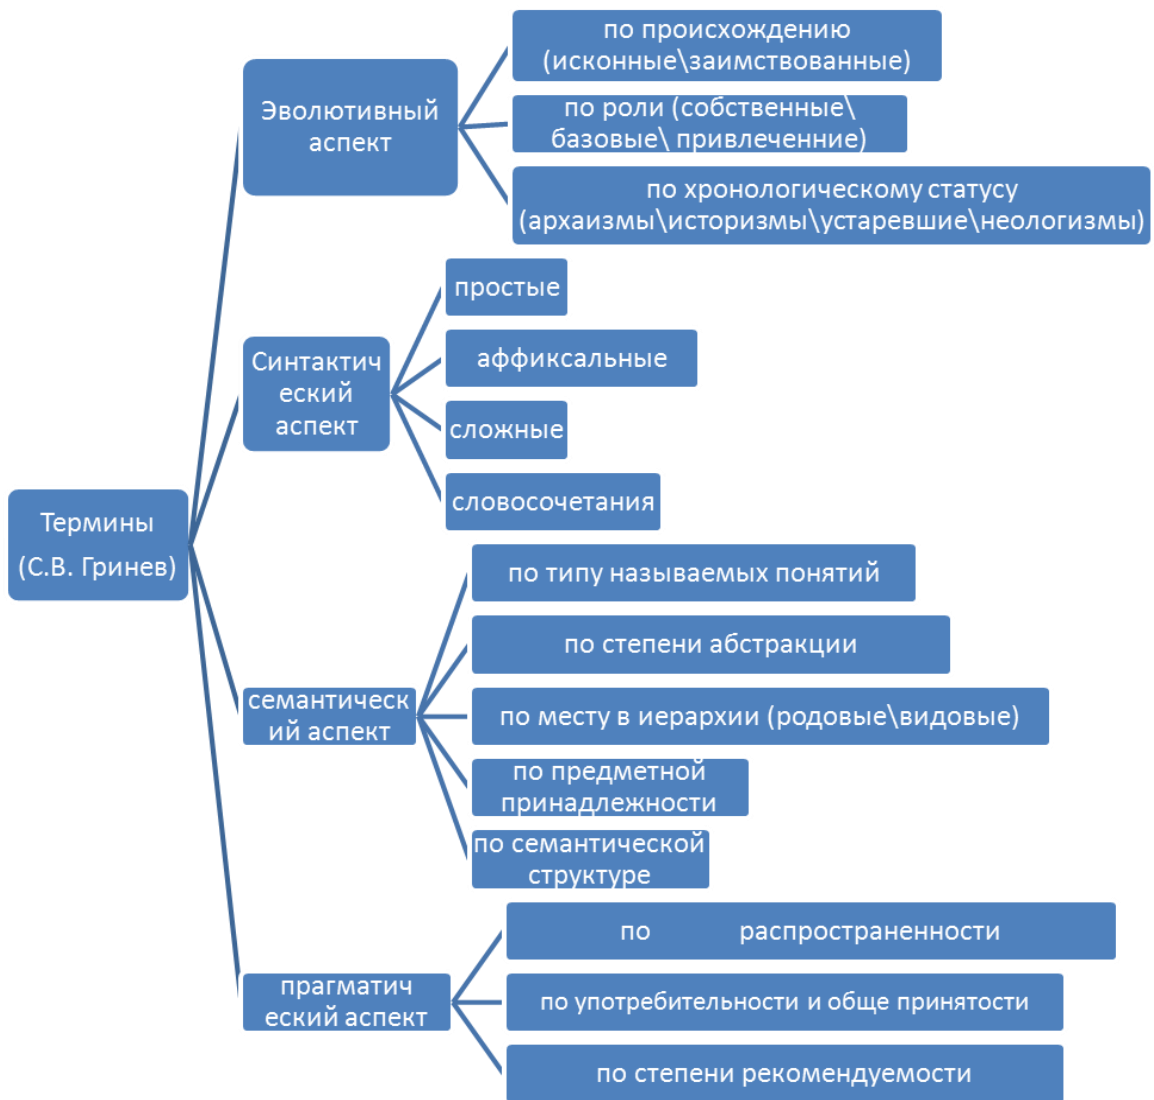 Термины
(С.В. Гринев)
Эволютивный
аспект
по происхождению
(исконные\заимствованные)
по роли (собственные\
базовые\ привлеченние)
по хронологическому статусу
(архаизмы\историзмы\устаревшие\неологизмы)
Синтактич
еский
аспект
простые
аффиксальные
сложные
словосочетания
семантическ
ий аспект
по типу называемых понятий
по степени абстракции
по месту в иерархии (родовые\видовые)
по предметной
принадлежности
по семантической
структуре
прагматич
еский аспект
по распространенности
по употребительности и обще принятости
по степени рекомендуемости